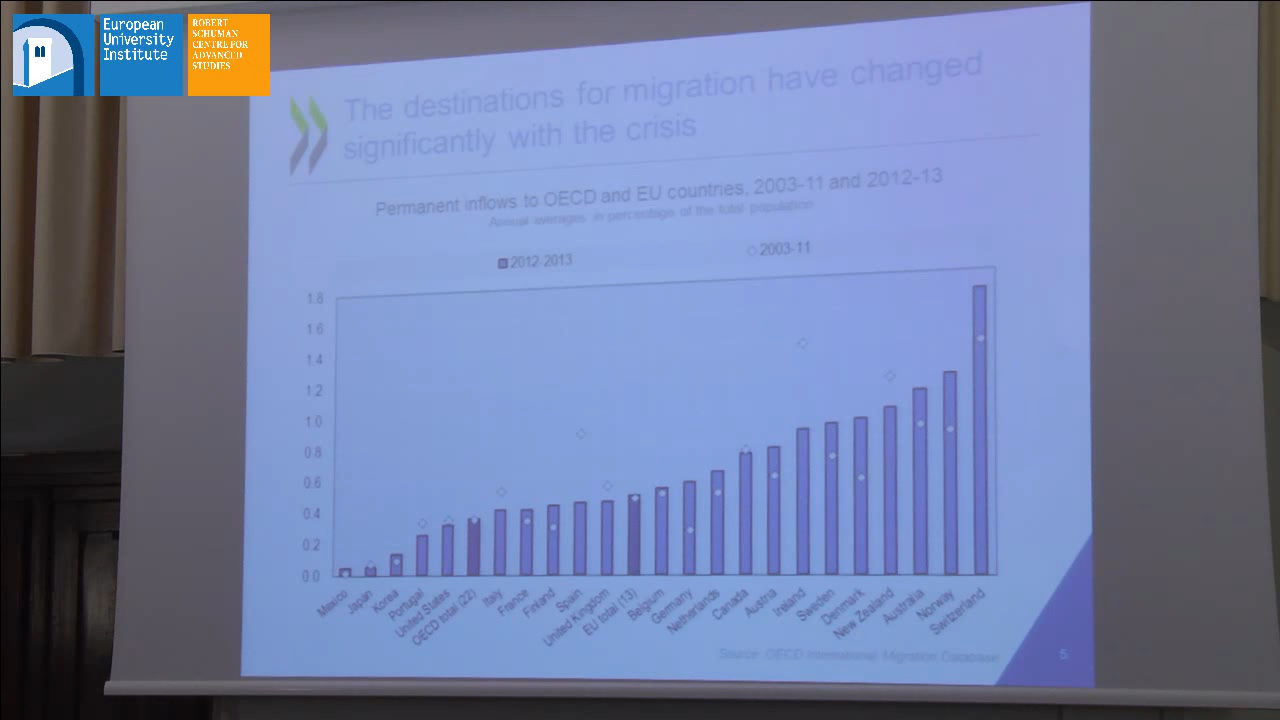 European
University
Institute
ROBERT
SCHUMAN
CENTRE FOR
ADVANCED
STUDIES
The destinations for migration have changed
significantly with the crisis
Permanent inflows to OECD and EU countries, 2003-11 and 2012-13
Annual averages in percentage of the total population
2012-2013
2003-11
1.8
1.6
1.4
1.2
1.0
0.8
0.6
0.4
0.2
0.0
Mexico
Japan
Korea
Portugal
United States
OECD total (22)
Italy
France
Finland
Spain
United Kingdom
EU total (13)
Belgium
Germany
Netherlands
Canada
Austria
Ireland
Sweden
Denmark
New Zealand
Australia
Norway
Switzerland
Source: OECD International Migration Database
5